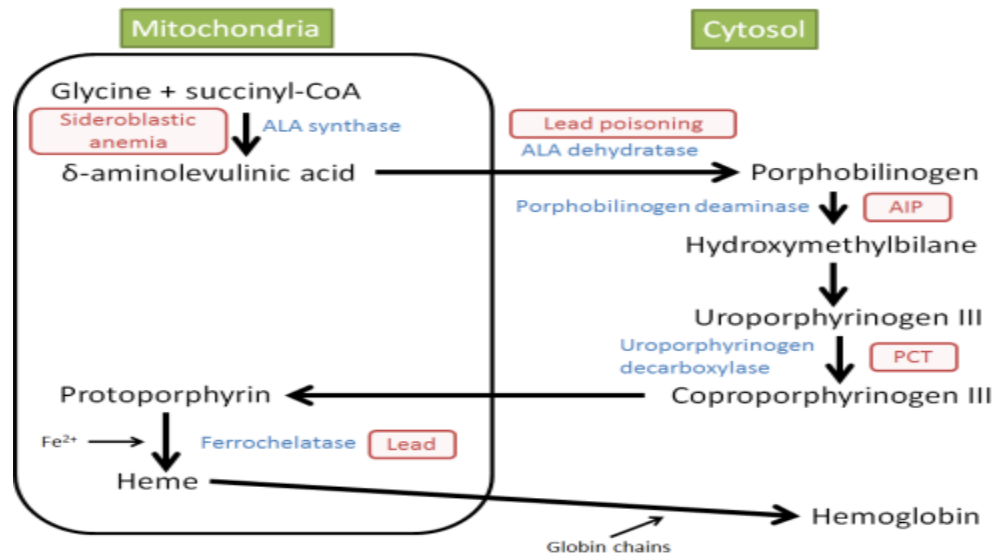 Mitochondria
Cytosol
Glycine + succinyl-CoA
Sideroblastic
anemia
ALA synthase
Lead poisoning
ALA dehydratase
δ-aminolevulinic acid
Porphobilinogen
Porphobilinogen deaminase
AIP
Hydroxymethylbilane
Uroporphyrinogen III
Uroporphyrinogen
decarboxylase
PCT
Protoporphyrin
Coproporphyrinogen III
Fe²⁺
Ferrochelatase
Lead
Heme
Hemoglobin
Globin chains